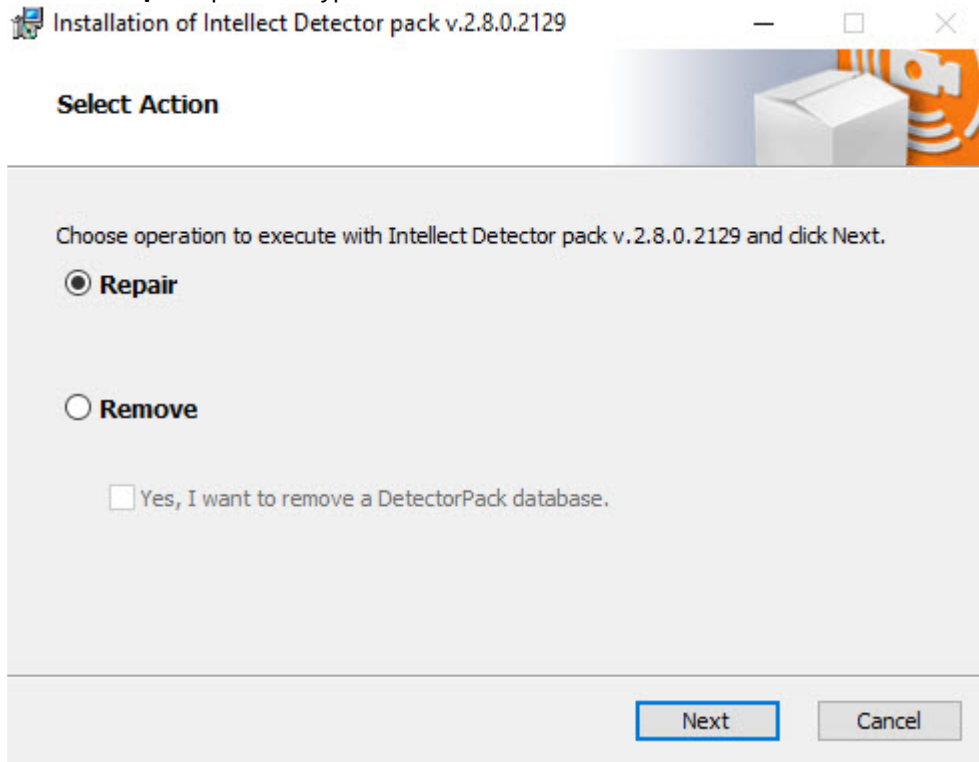 Installation of Intellect Detector pack v.2.8.0.2129
Select Action
Choose operation to execute with Intellect Detector pack v.2.8.0.2129 and click Next.
Repair
Remove
Yes, I want to remove a DetectorPack database.
Next Cancel